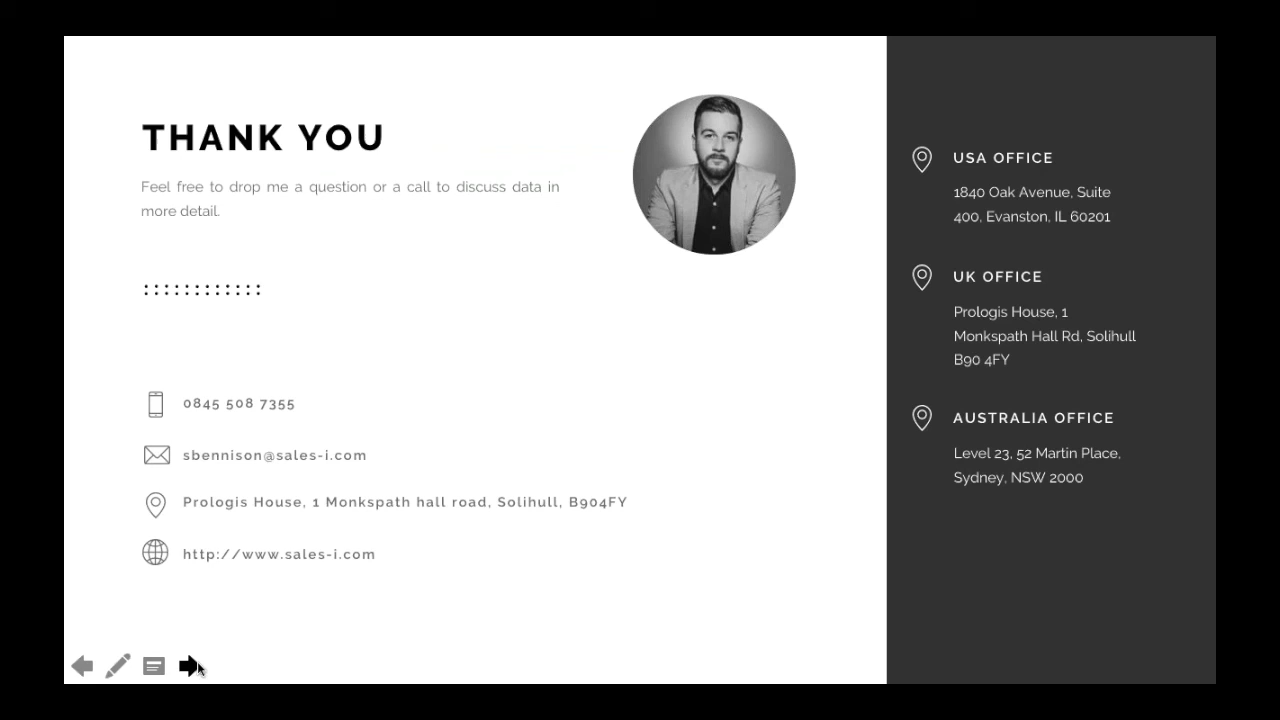 THANK YOU
Feel free to drop me a question or a call to discuss data in
more detail.
0845 508 7355
sbennison@sales-i.com
Prologis House, 1 Monkspath hall road, Solihull, B904FY
http://www.sales-i.com
USA OFFICE
1840 Oak Avenue, Suite
400, Evanston, IL 60201
UK OFFICE
Prologis House, 1
Monkspath Hall Rd, Solihull
B90 4FY
AUSTRALIA OFFICE
Level 23, 52 Martin Place,
Sydney, NSW 2000